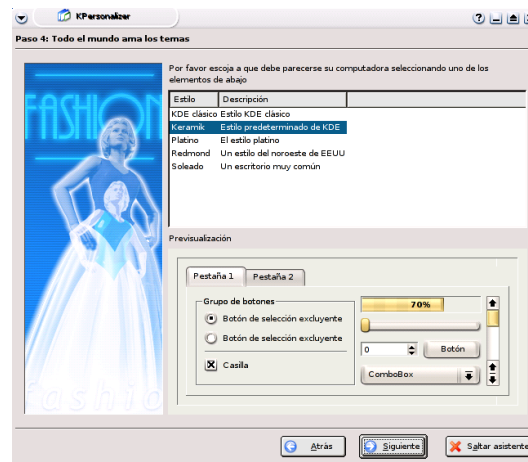 KPersonalizer
Paso 4: Todo el mundo ama los temas
FASHION
fashio
Por favor escoja a que debe parecerse su computadora seleccionando uno de los
elementos de abajo
Estilo Descripción
KDE clásico Estilo KDE clásico
Keramik Estilo predeterminado de KDE
Platino El estilo platino
Redmond Un estilo del noroeste de EEUU
Soleado Un escritorio muy común
Previsualización
Pestaña 1 Pestaña 2
Grupo de botones
Botón de selección excluyente
Botón de selección excluyente
Casilla
70%
0 Botón
ComboBox
Atrás Siguiente Saltar asistente